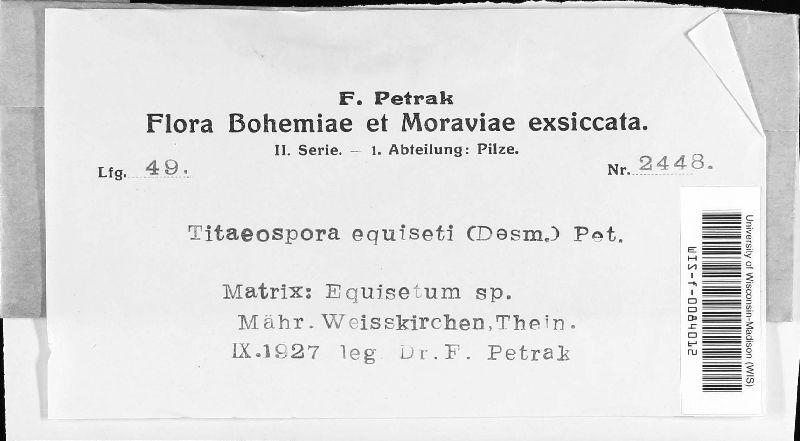 F. Petrak
Flora Bohemiae et Moraviae exsiccata.
II. Serie. – 1. Abteilung: Pilze.
Lfg. 49.
Nr. 2448.
Titaeospora equiseti (Desm.) Pet.
Matrix: Equisetum sp.
Mähr. Weisskirchen, Thein.
IX.1927 leg Dr. F. Petrak
University of Wisconsin-Madison (WIS)
WIS-f-0084012